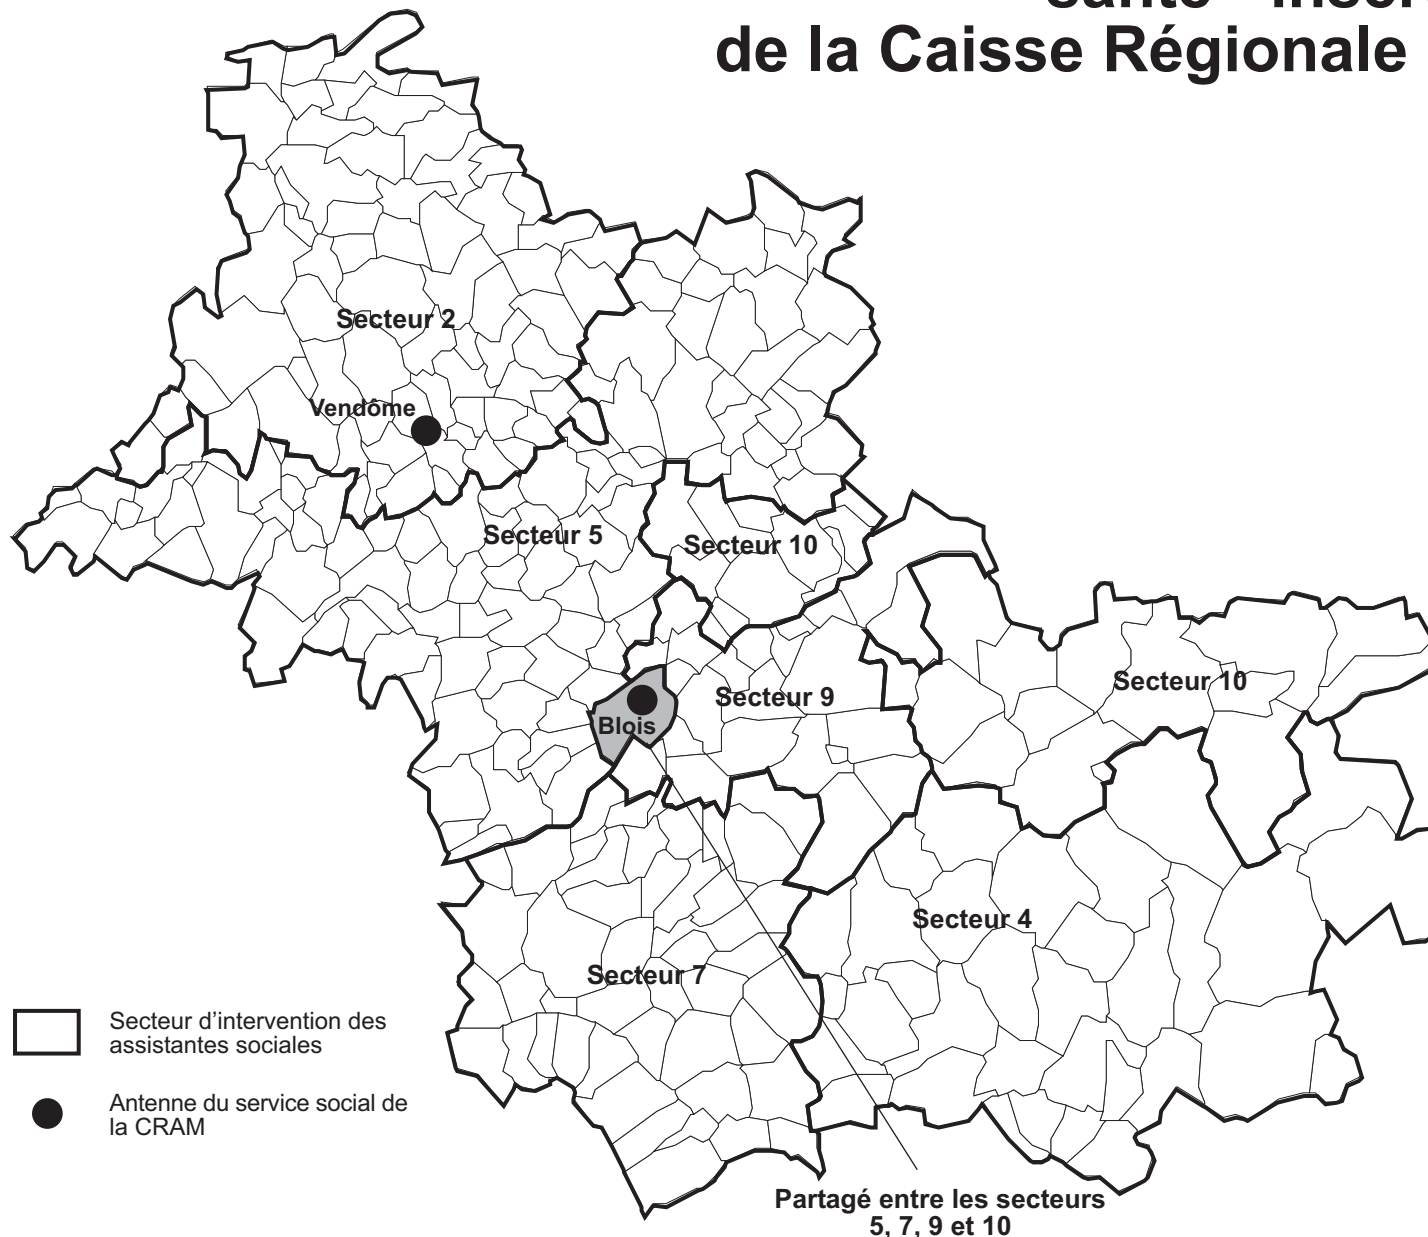 de la Caisse Régionale
Secteur 2
Vendôme
Secteur 5
Secteur 10
Secteur 10
Secteur 9
Blois
Secteur 4
Secteur 7
Secteur d’intervention des
assistantes sociales
Antenne du service social de
la CRAM
Partagé entre les secteurs
5, 7, 9 et 10